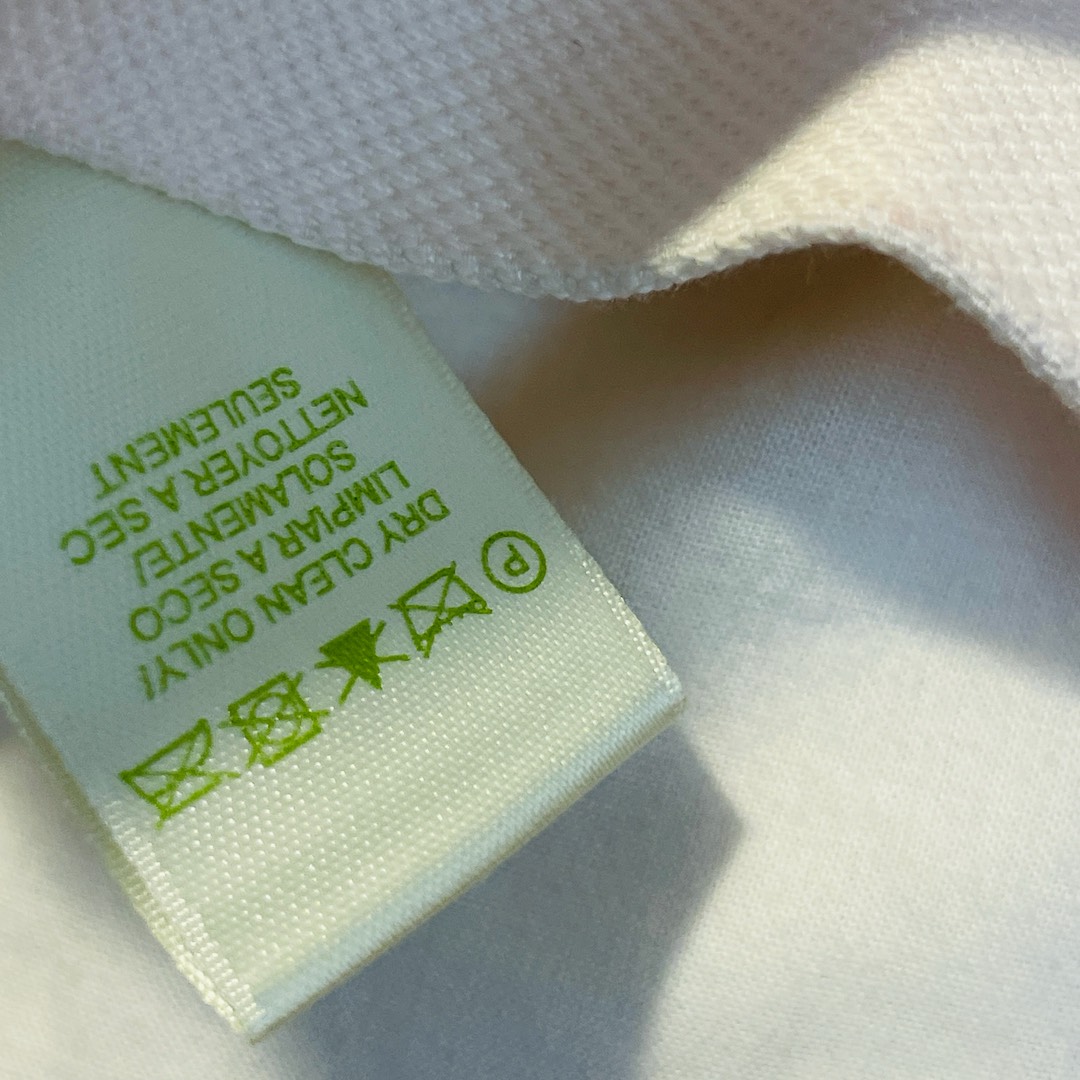 P
DRY CLEAN ONLY!/
LIMPIAR A SECO
SOLAMENTE/
NETTOYER A SEC
SEULEMENT